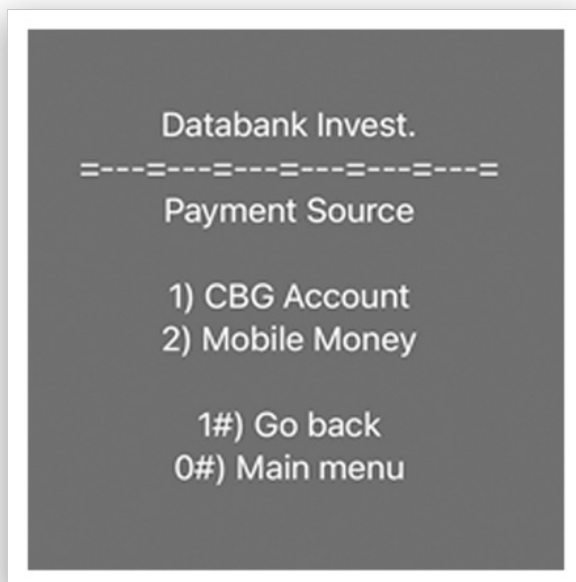 Databank Invest.
=---=---=---=---=---=---=
Payment Source
1) CBG Account
2) Mobile Money
1#) Go back
0#) Main menu